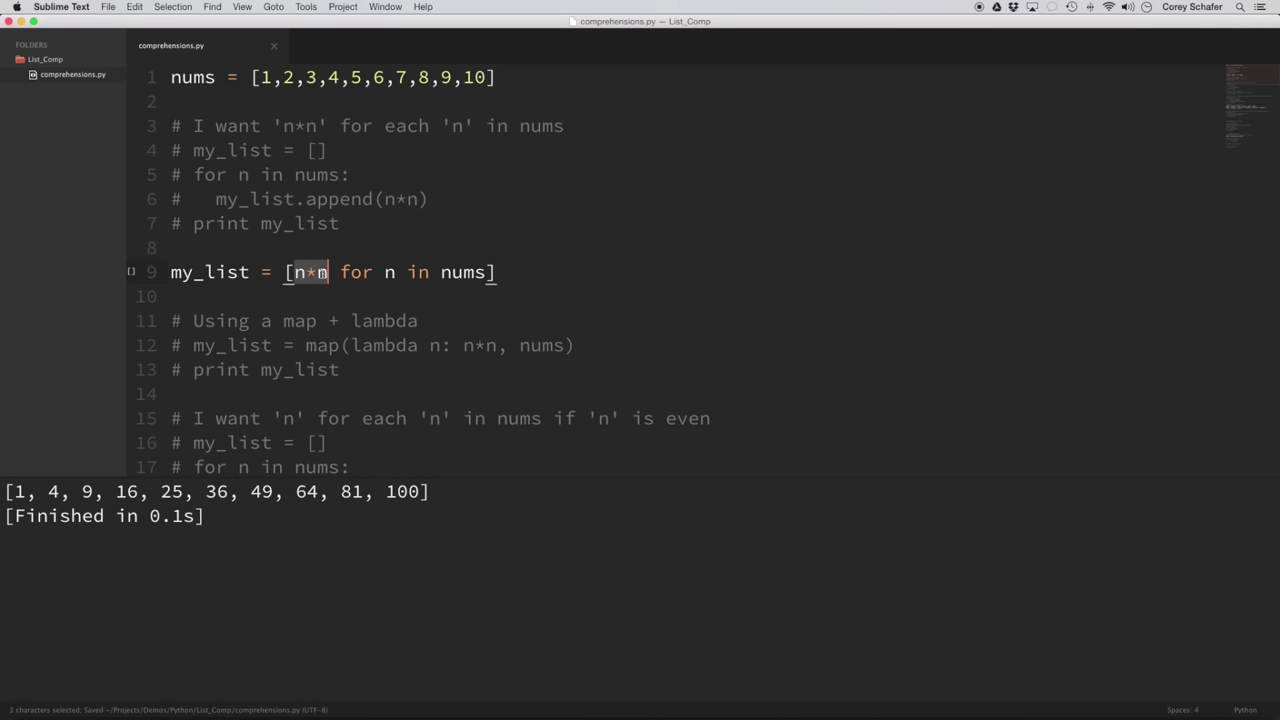 Sublime Text File Edit Selection Find View Goto Tools Project Window Help Corey Schafer
comprehensions.py — List_Comp
FOLDERS
List_Comp
comprehensions.py
comprehensions.py
1 nums = [1,2,3,4,5,6,7,8,9,10]
2
3 # I want 'n*n' for each 'n' in nums
4 # my_list = []
5 # for n in nums:
6 #   my_list.append(n*n)
7 # print my_list
8
9 my_list = [n*n for n in nums]
10
11 # Using a map + lambda
12 # my_list = map(lambda n: n*n, nums)
13 # print my_list
14
15 # I want 'n' for each 'n' in nums if 'n' is even
16 # my_list = []
17 # for n in nums:
[1, 4, 9, 16, 25, 36, 49, 64, 81, 100]
[Finished in 0.1s]
3 characters selected; Saved ~/Projects/Demos/Python/List_Comp/comprehensions.py (UTF-8) Spaces: 4 Python